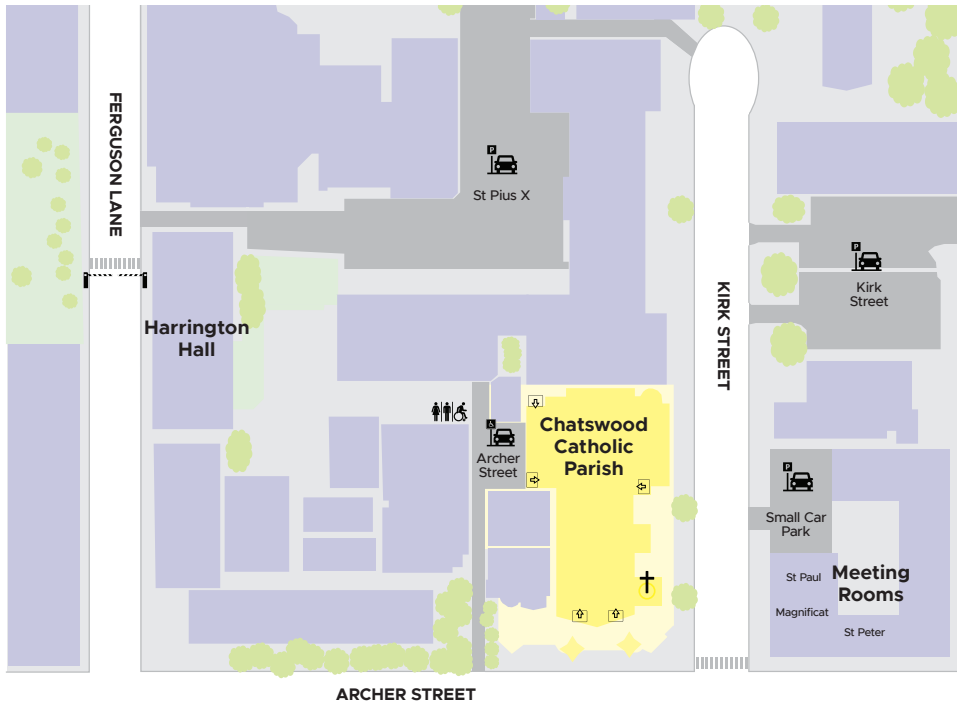 FERGUSON LANE
P
St Pius X
P
Kirk
Street
KIRK STREET
Harrington
Hall
Archer
Street
Chatswood
Catholic
Parish
P
Small Car
Park
St Paul
Meeting
Rooms
Magnificat
St Peter
ARCHER STREET